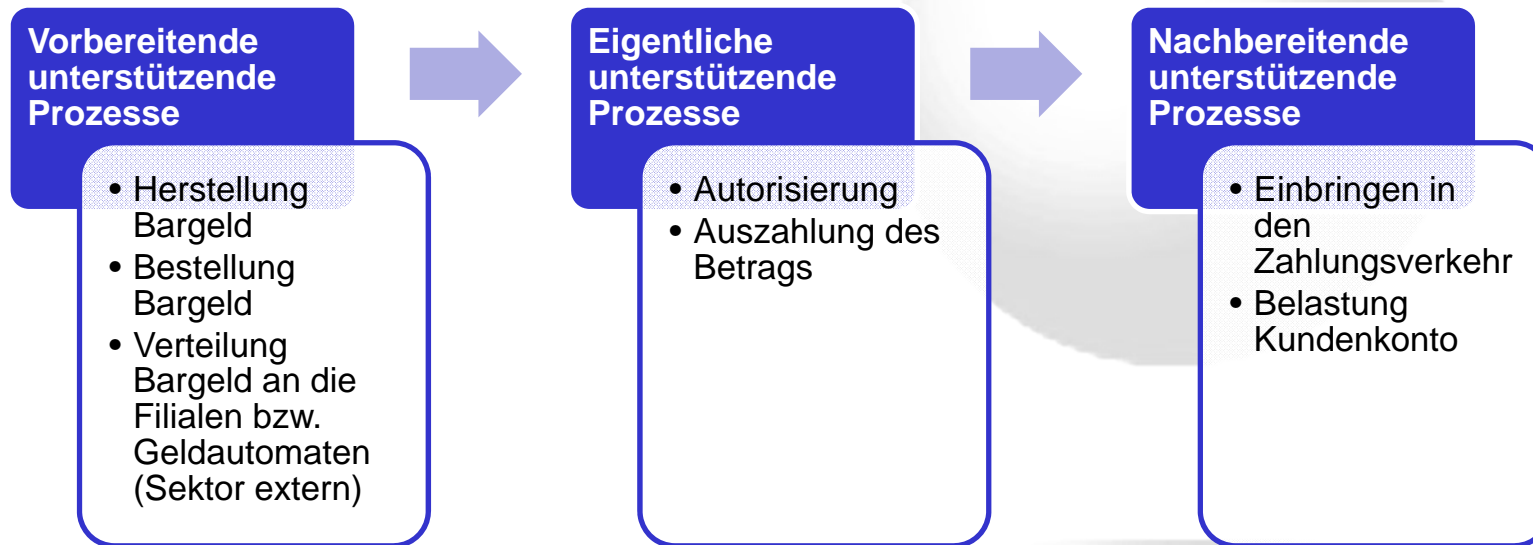 Vorbereitende
unterstützende
Prozesse
• Herstellung
Bargeld
• Bestellung
Bargeld
• Verteilung
Bargeld an die
Filialen bzw.
Geldautomaten
(Sektor extern)
Eigentliche
unterstützende
Prozesse
• Autorisierung
• Auszahlung des
Betrags
Nachbereitende
unterstützende
Prozesse
• Einbringen in
den
Zahlungsverkehr
• Belastung
Kundenkonto